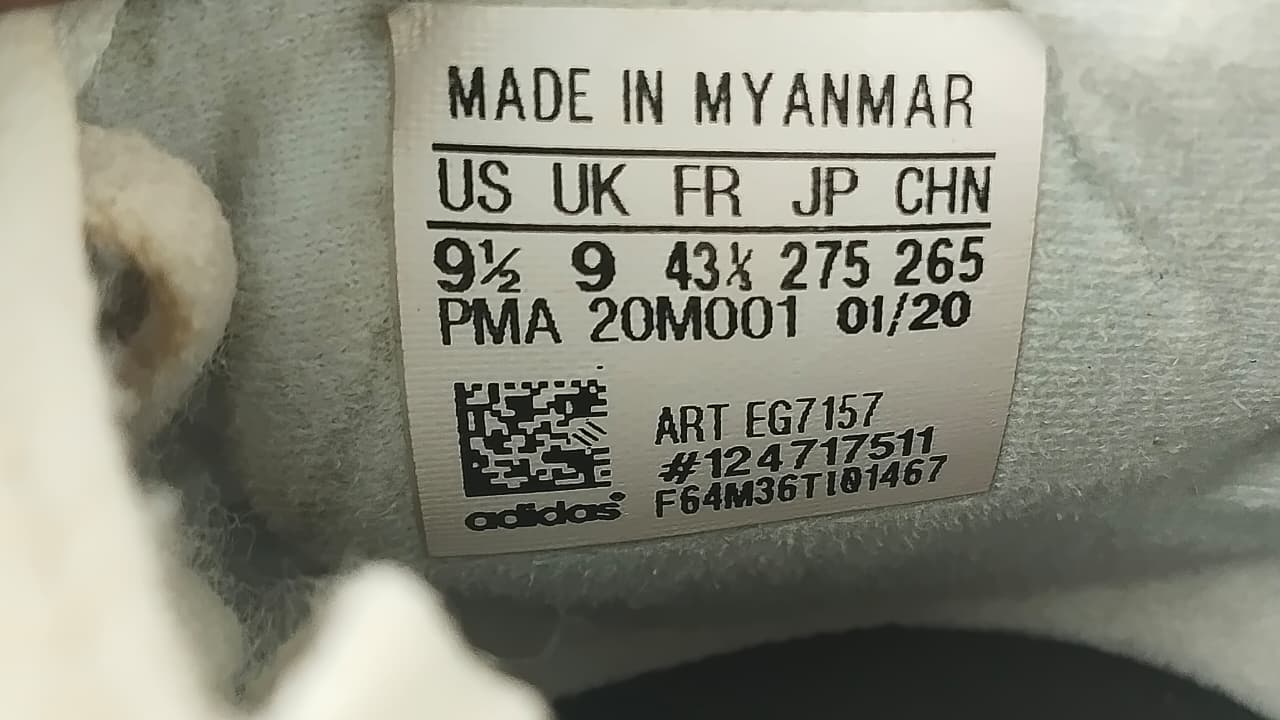 MADE IN MYANMAR
US UK FR JP CHN
9½ 9 43⅓ 275 265
PMA 20M001 01/20
ART EG7157
#124717511
F64M36TI01467
adidas